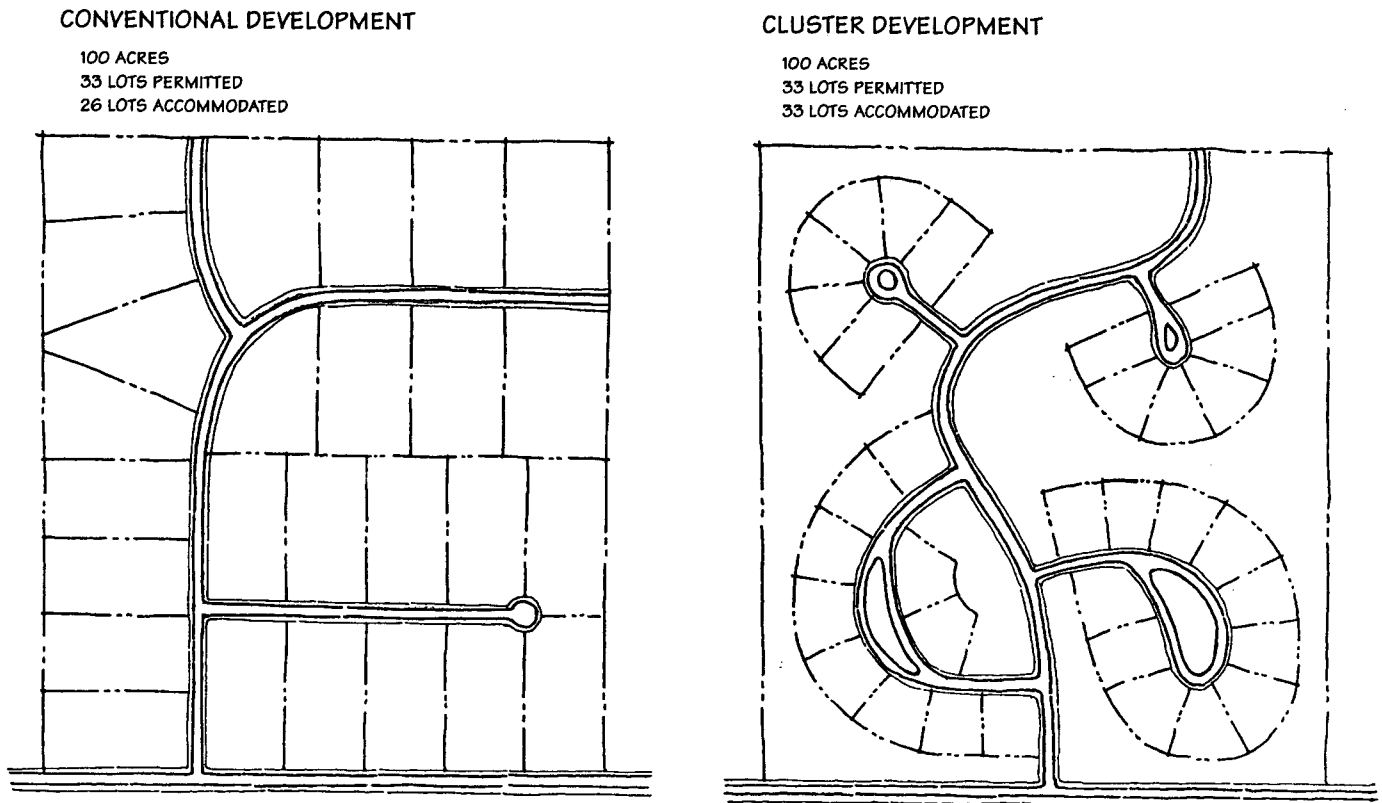 CONVENTIONAL DEVELOPMENT
100 ACRES
33 LOTS PERMITTED
26 LOTS ACCOMMODATED
CLUSTER DEVELOPMENT
100 ACRES
33 LOTS PERMITTED
33 LOTS ACCOMMODATED